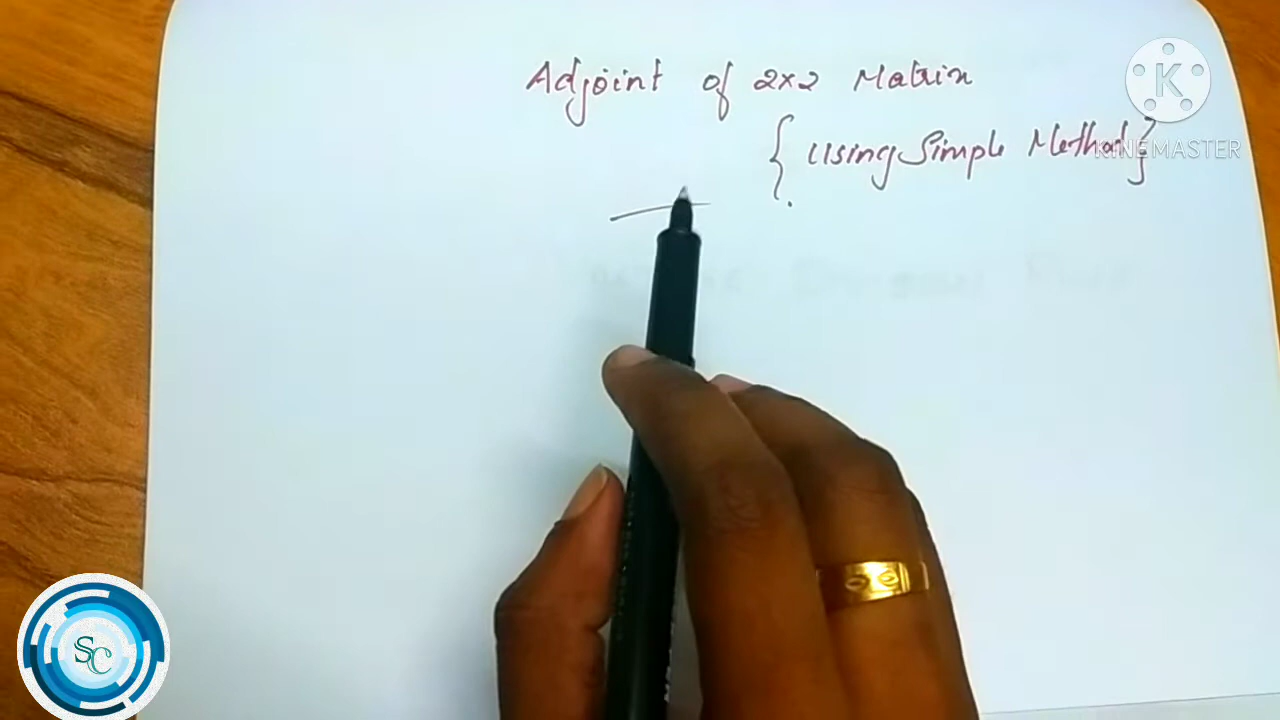 Adjoint of 2x2 Matrix
{Using Simple Method}
K
KINEMASTER
SC